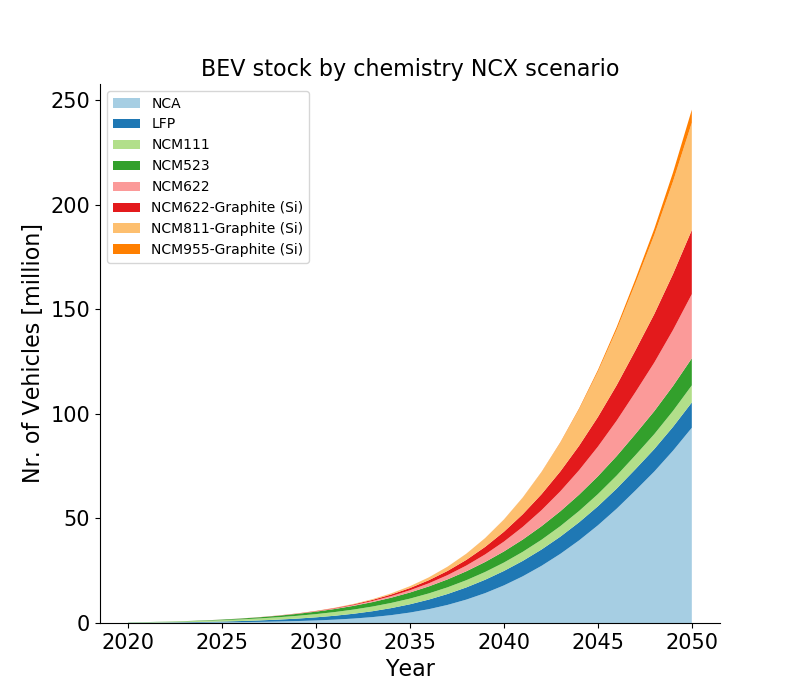 BEV stock by chemistry NCX scenario
Nr. of Vehicles [million]
250
200
150
100
50
0
NCA
LFP
NCM111
NCM523
NCM622
NCM622-Graphite (Si)
NCM811-Graphite (Si)
NCM955-Graphite (Si)
2020 2025 2030 2035 2040 2045 2050
Year